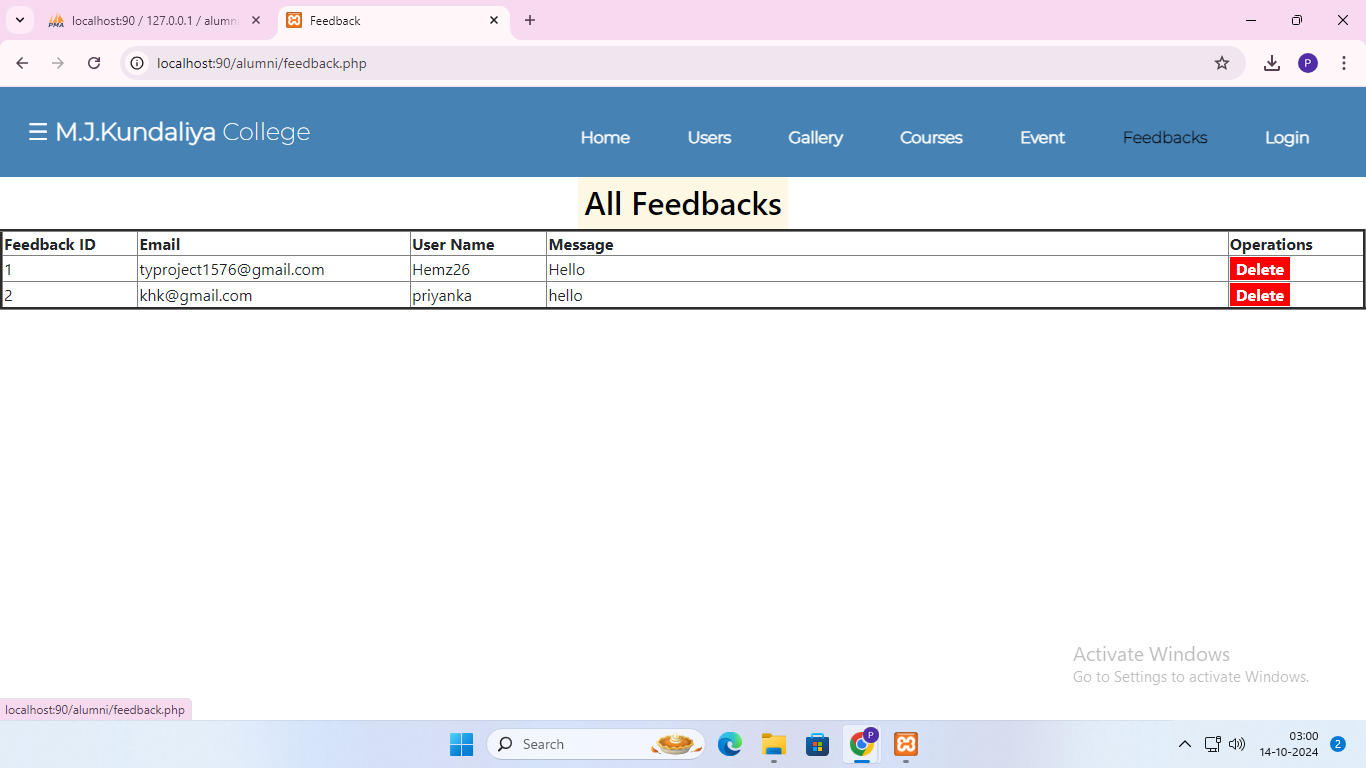 localhost:90 / 127.0.0.1 / alumn
Feedback
localhost:90/alumni/feedback.php
P
☰ M.J.Kundaliya College
Home Users Gallery Courses Event Feedbacks Login
All Feedbacks
Feedback ID Email User Name Message Operations
1 typroject1576@gmail.com Hemz26 Hello Delete
2 khk@gmail.com priyanka hello Delete
Activate Windows
Go to Settings to activate Windows.
localhost:90/alumni/feedback.php
Search
P
03:00
14-10-2024
2